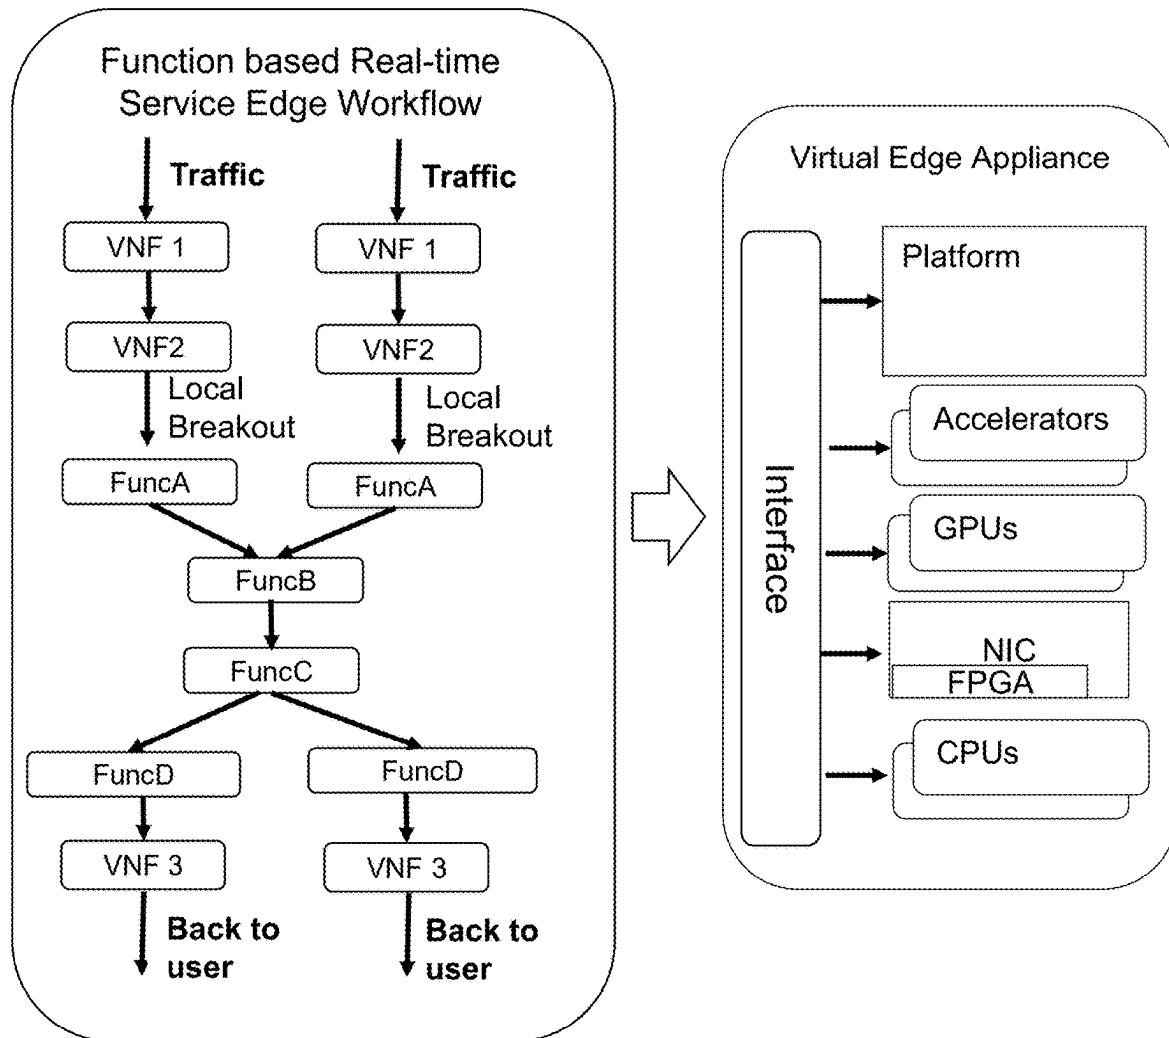 Function based Real-time
Service Edge Workflow
Traffic
Traffic
VNF 1
VNF 1
VNF2
VNF2
Local
Breakout
Local
Breakout
FuncA
FuncA
FuncB
FuncC
FuncD
FuncD
VNF 3
VNF 3
Back to
user
Back to
user
Virtual Edge Appliance
Interface
Platform
Accelerators
GPUs
NIC
FPGA
CPUs